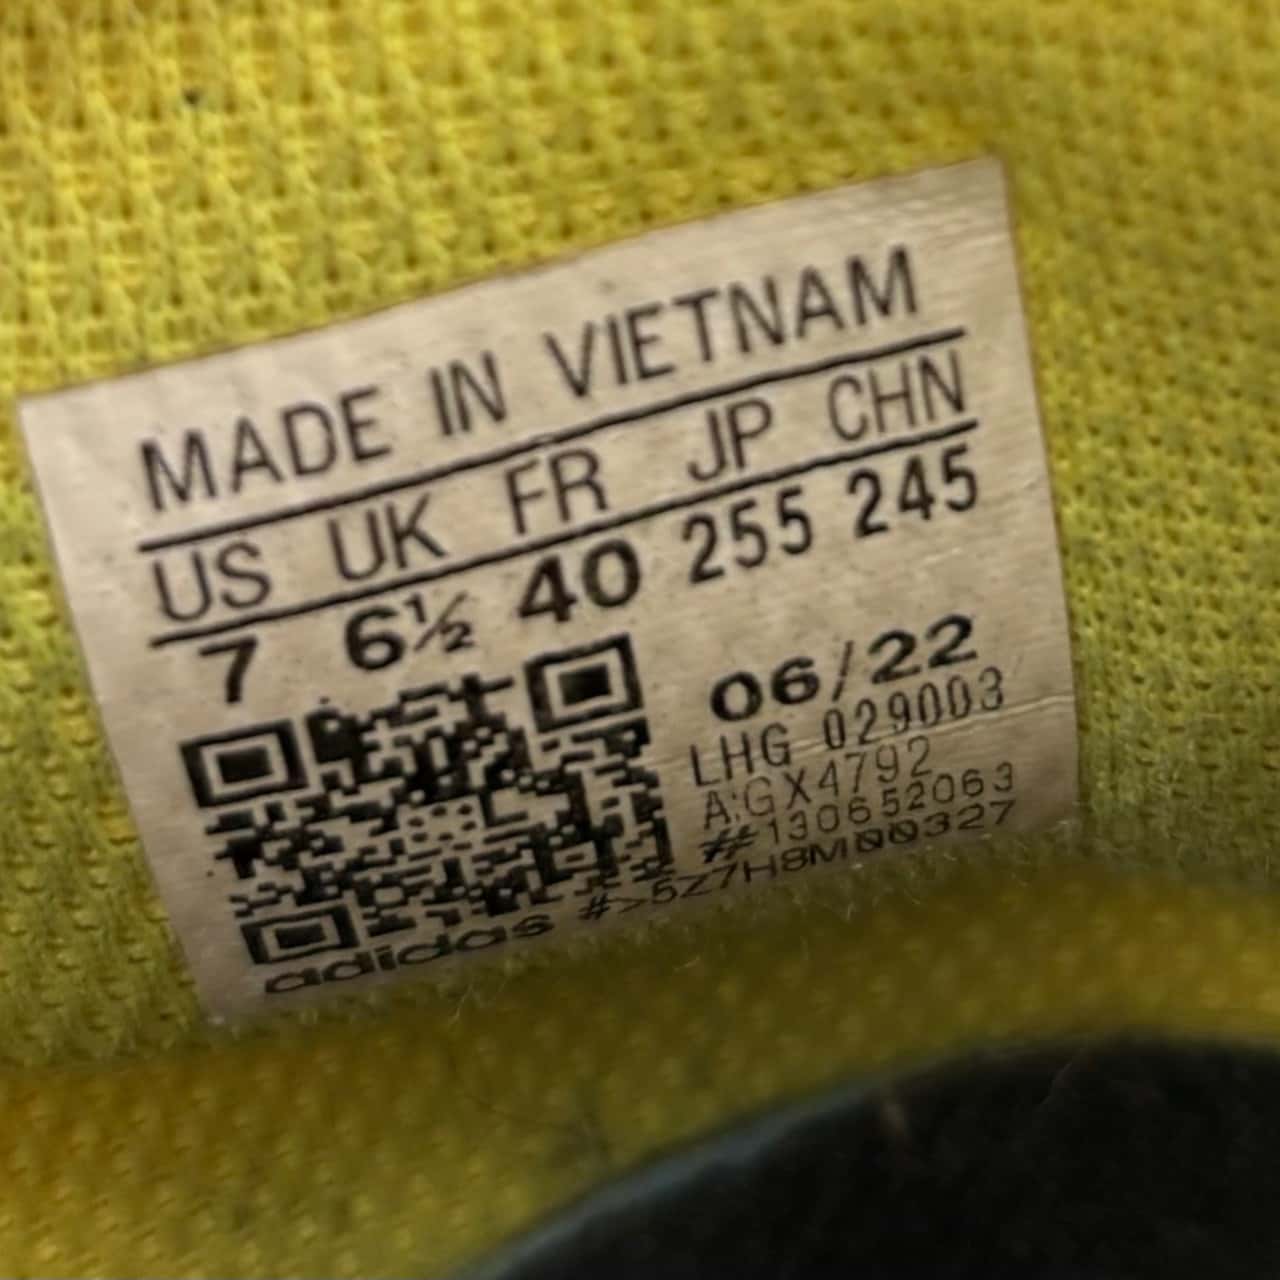 MADE IN VIETNAM
US UK FR JP CHN
7 6½ 40 255 245
06/22
LHG 029003
A:GX4792
#130652063
#>5Z7H8M00327
adidas